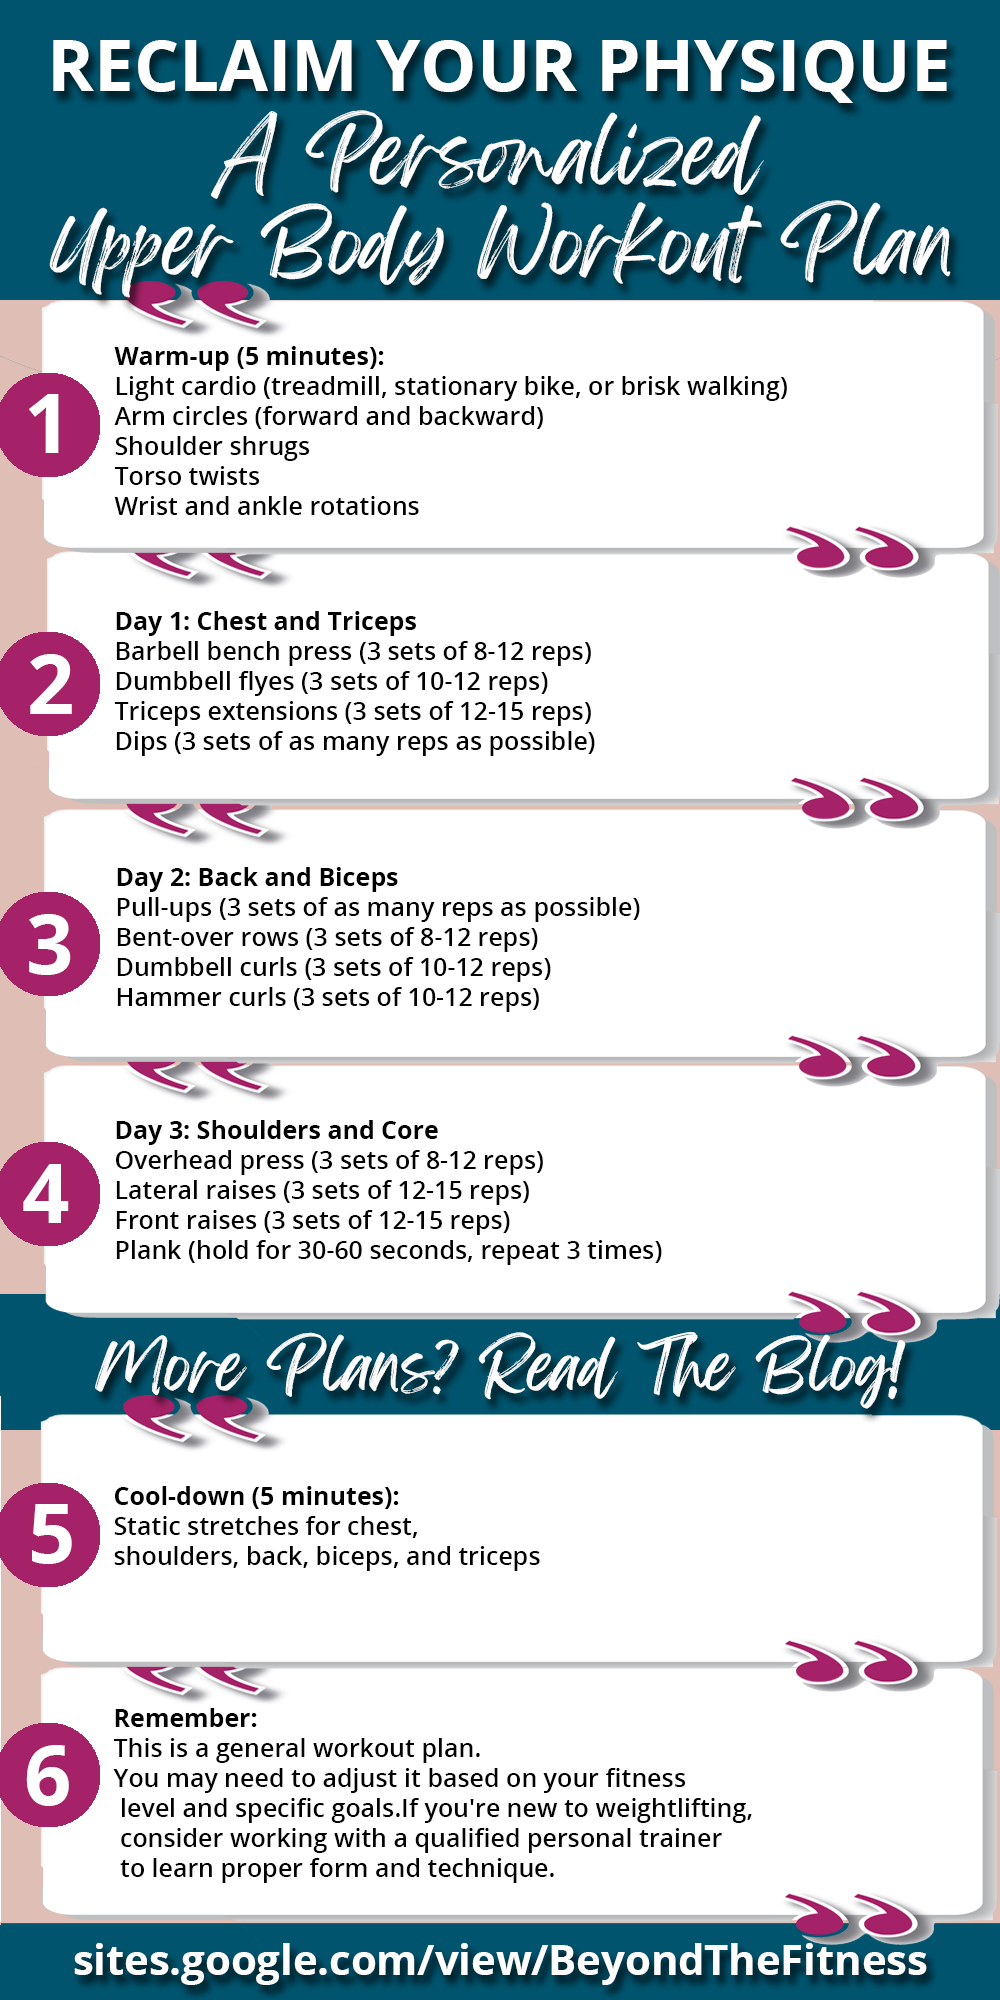 RECLAIM YOUR PHYSIQUE
A Personalized
Upper Body Workout Plan
1
Warm-up (5 minutes):
Light cardio (treadmill, stationary bike, or brisk walking)
Arm circles (forward and backward)
Shoulder shrugs
Torso twists
Wrist and ankle rotations
2
Day 1: Chest and Triceps
Barbell bench press (3 sets of 8-12 reps)
Dumbbell flyes (3 sets of 10-12 reps)
Triceps extensions (3 sets of 12-15 reps)
Dips (3 sets of as many reps as possible)
3
Day 2: Back and Biceps
Pull-ups (3 sets of as many reps as possible)
Bent-over rows (3 sets of 8-12 reps)
Dumbbell curls (3 sets of 10-12 reps)
Hammer curls (3 sets of 10-12 reps)
4
Day 3: Shoulders and Core
Overhead press (3 sets of 8-12 reps)
Lateral raises (3 sets of 12-15 reps)
Front raises (3 sets of 12-15 reps)
Plank (hold for 30-60 seconds, repeat 3 times)
More Plans? Read The Blog!
5
Cool-down (5 minutes):
Static stretches for chest,
shoulders, back, biceps, and triceps
6
Remember:
This is a general workout plan.
You may need to adjust it based on your fitness
level and specific goals.If you're new to weightlifting,
consider working with a qualified personal trainer
to learn proper form and technique.
sites.google.com/view/BeyondTheFitness